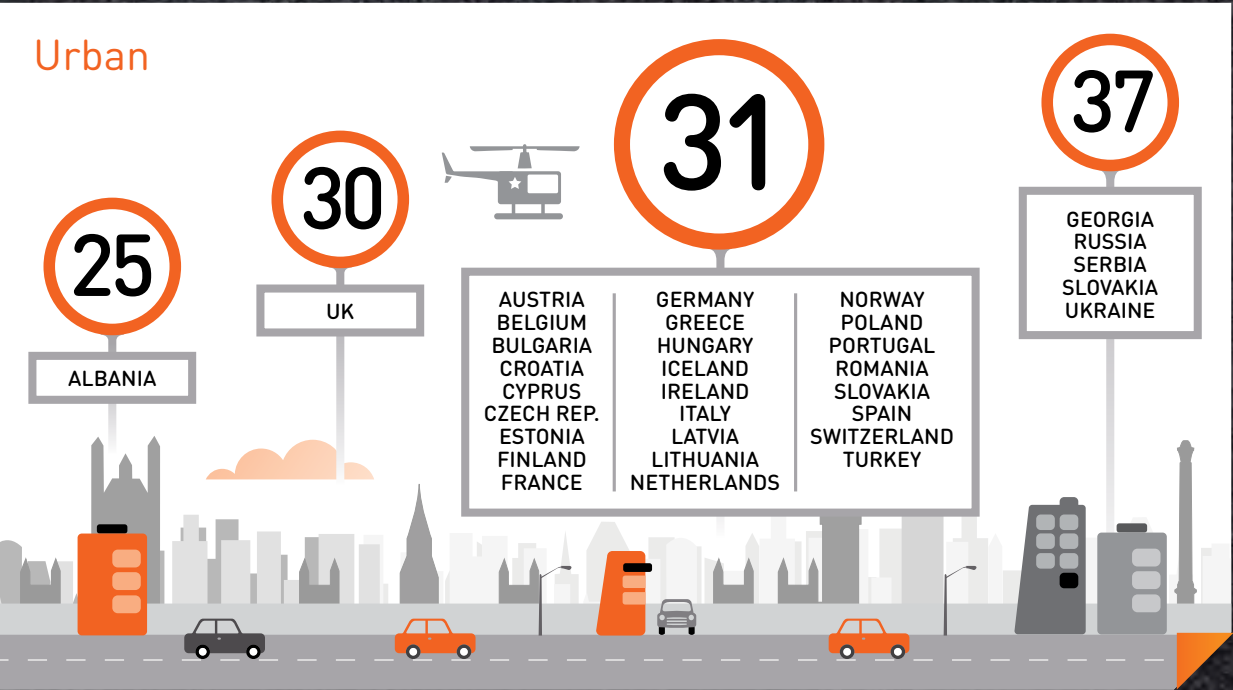 Urban
25
ALBANIA
30
UK
31
AUSTRIA
BELGIUM
BULGARIA
CROATIA
CYPRUS
CZECH REP.
ESTONIA
FINLAND
FRANCE
GERMANY
GREECE
HUNGARY
ICELAND
IRELAND
ITALY
LATVIA
LITHUANIA
NETHERLANDS
NORWAY
POLAND
PORTUGAL
ROMANIA
SLOVAKIA
SPAIN
SWITZERLAND
TURKEY
37
GEORGIA
RUSSIA
SERBIA
SLOVAKIA
UKRAINE